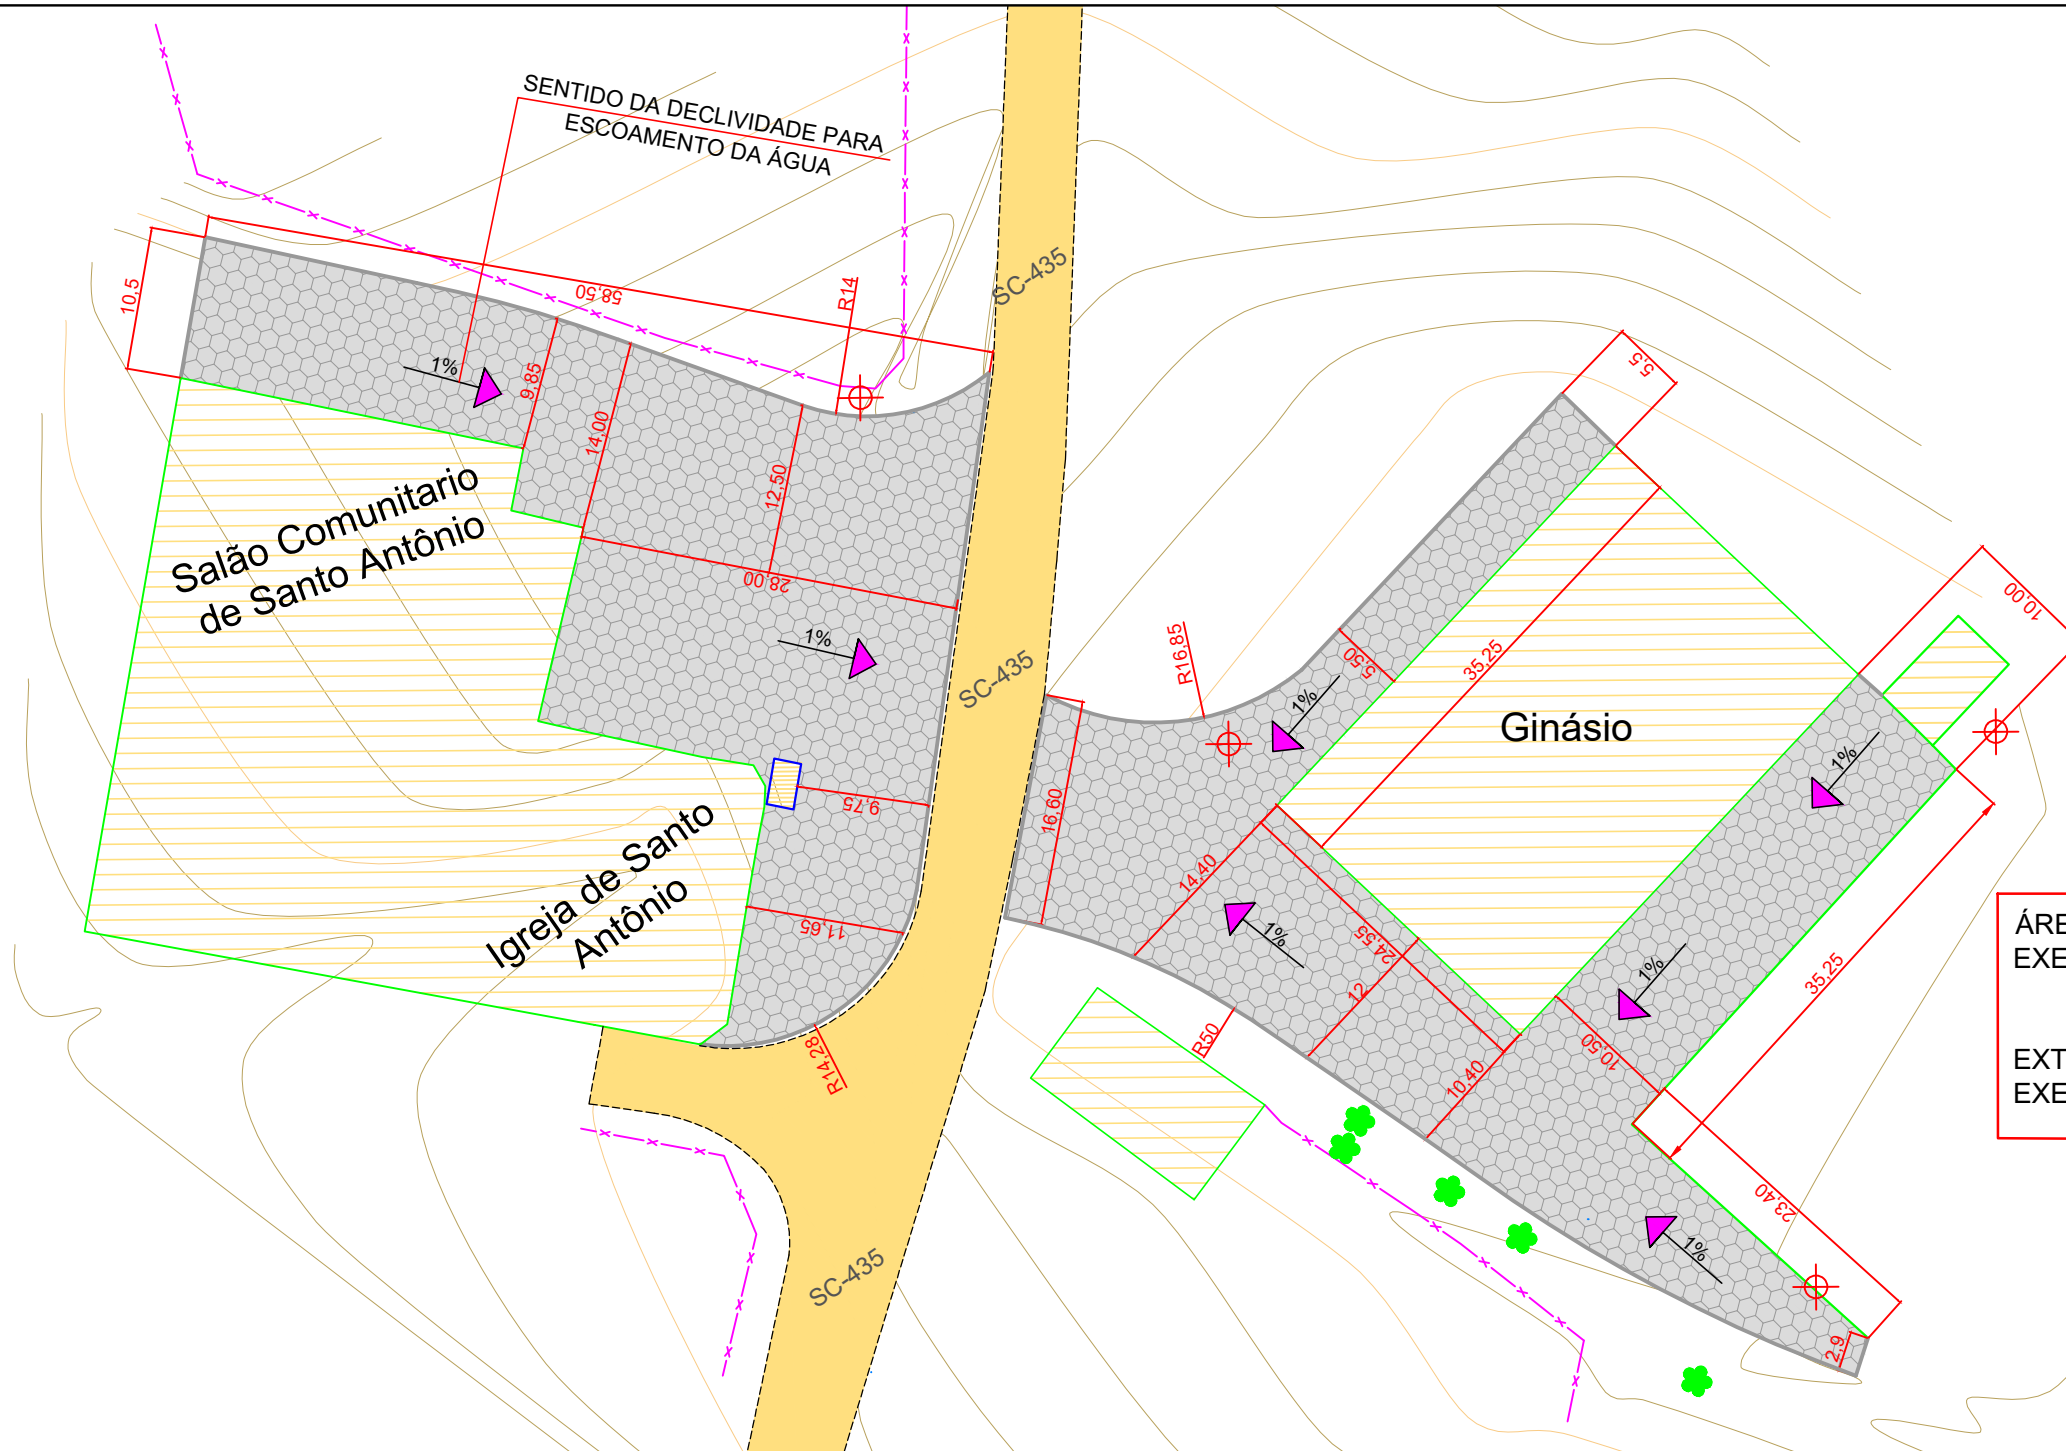 SENTIDO DA DECLIVIDADE PARA
ESCOAMENTO DA ÁGUA
SC-435
10,5
58,50
R14
1%
9,85
14,00
12,50
28,00
1%
Salão Comunitario
de Santo Antônio
SC-435
9,75
11,65
Igreja de Santo
Antônio
R14,28
SC-435
5,5
10,00
R16,85
5,50
35,25
1%
Ginásio
1%
16,60
14,40
24,55
1%
12
R50
10,40
10,50
1%
35,25
23,40
1%
2,9
ÁRE
EXE
EXT
EXE